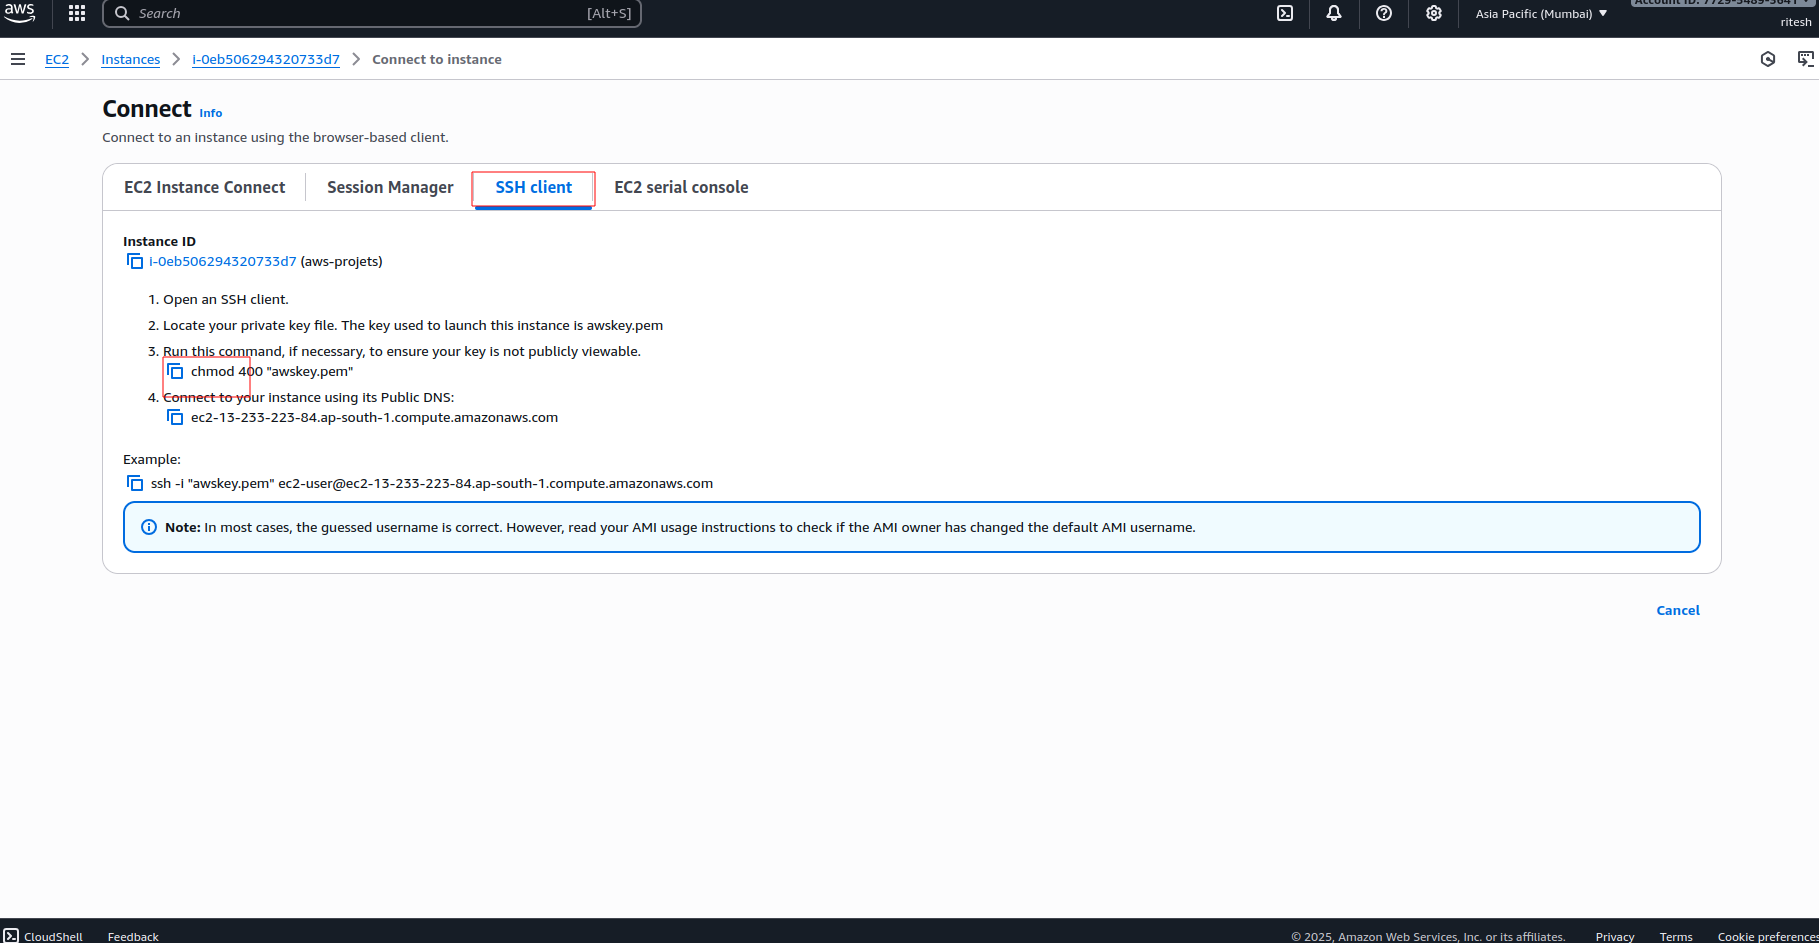 aws Search [Alt+S] Asia Pacific (Mumbai)
ritesh
EC2 Instances i-0eb506294320733d7 Connect to instance
Connect Info
Connect to an instance using the browser-based client.
EC2 Instance Connect Session Manager SSH client EC2 serial console
Instance ID
i-0eb506294320733d7 (aws-projets)
1. Open an SSH client.
2. Locate your private key file. The key used to launch this instance is awskey.pem
3. Run this command, if necessary, to ensure your key is not publicly viewable.
chmod 400 "awskey.pem"
4. Connect to your instance using its Public DNS:
ec2-13-233-223-84.ap-south-1.compute.amazonaws.com
Example:
ssh -i "awskey.pem" ec2-user@ec2-13-233-223-84.ap-south-1.compute.amazonaws.com
Note: In most cases, the guessed username is correct. However, read your AMI usage instructions to check if the AMI owner has changed the default AMI username.
Cancel
CloudShell Feedback © 2025, Amazon Web Services, Inc. or its affiliates. Privacy Terms Cookie preferences